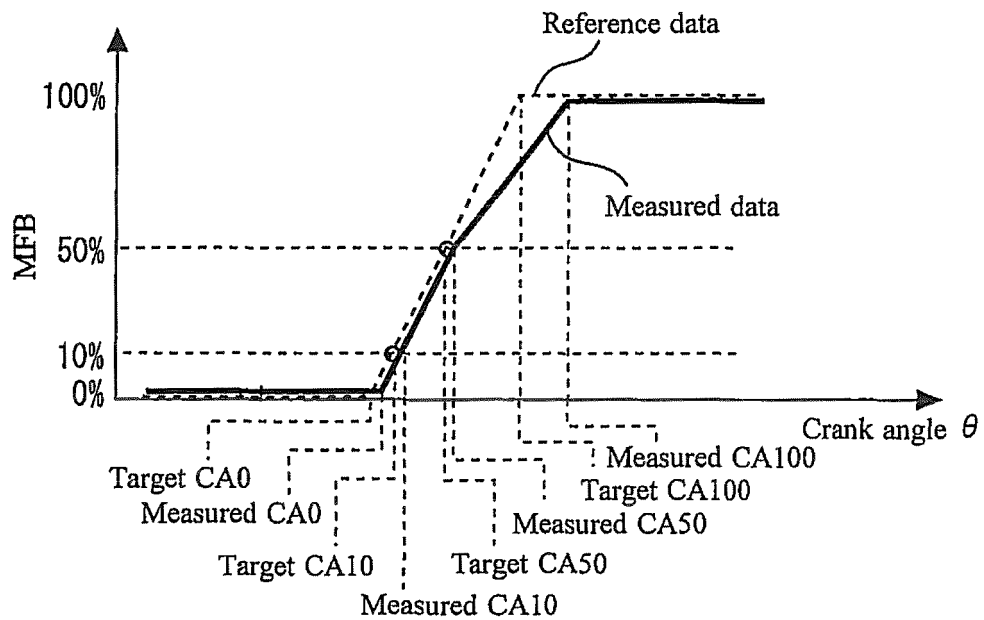 Reference data
100%
Measured data
MFB
50%
10%
0%
Crank angle θ
Target CA0
Measured CA100
Target CA100
Measured CA0
Measured CA50
Target CA10
Target CA50
Measured CA10